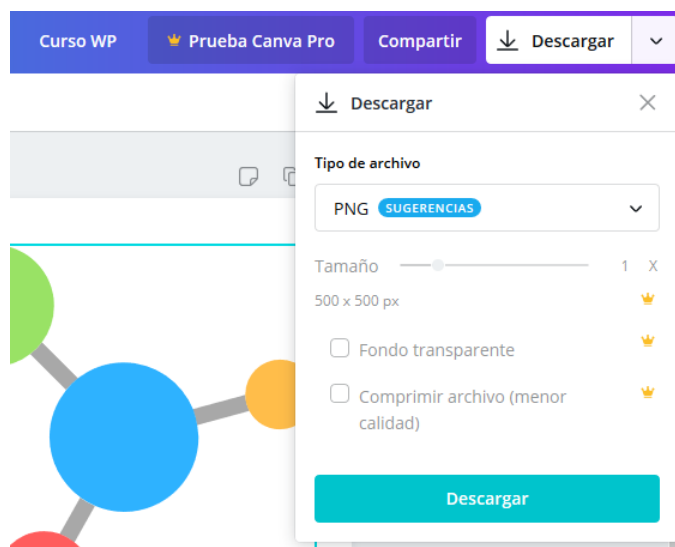 Curso WP
Prueba Canva Pro
Compartir
Descargar
Descargar
Tipo de archivo
PNG SUGERENCIAS
Tamaño 1 X
500 x 500 px
Fondo transparente
Comprimir archivo (menor
calidad)
Descargar